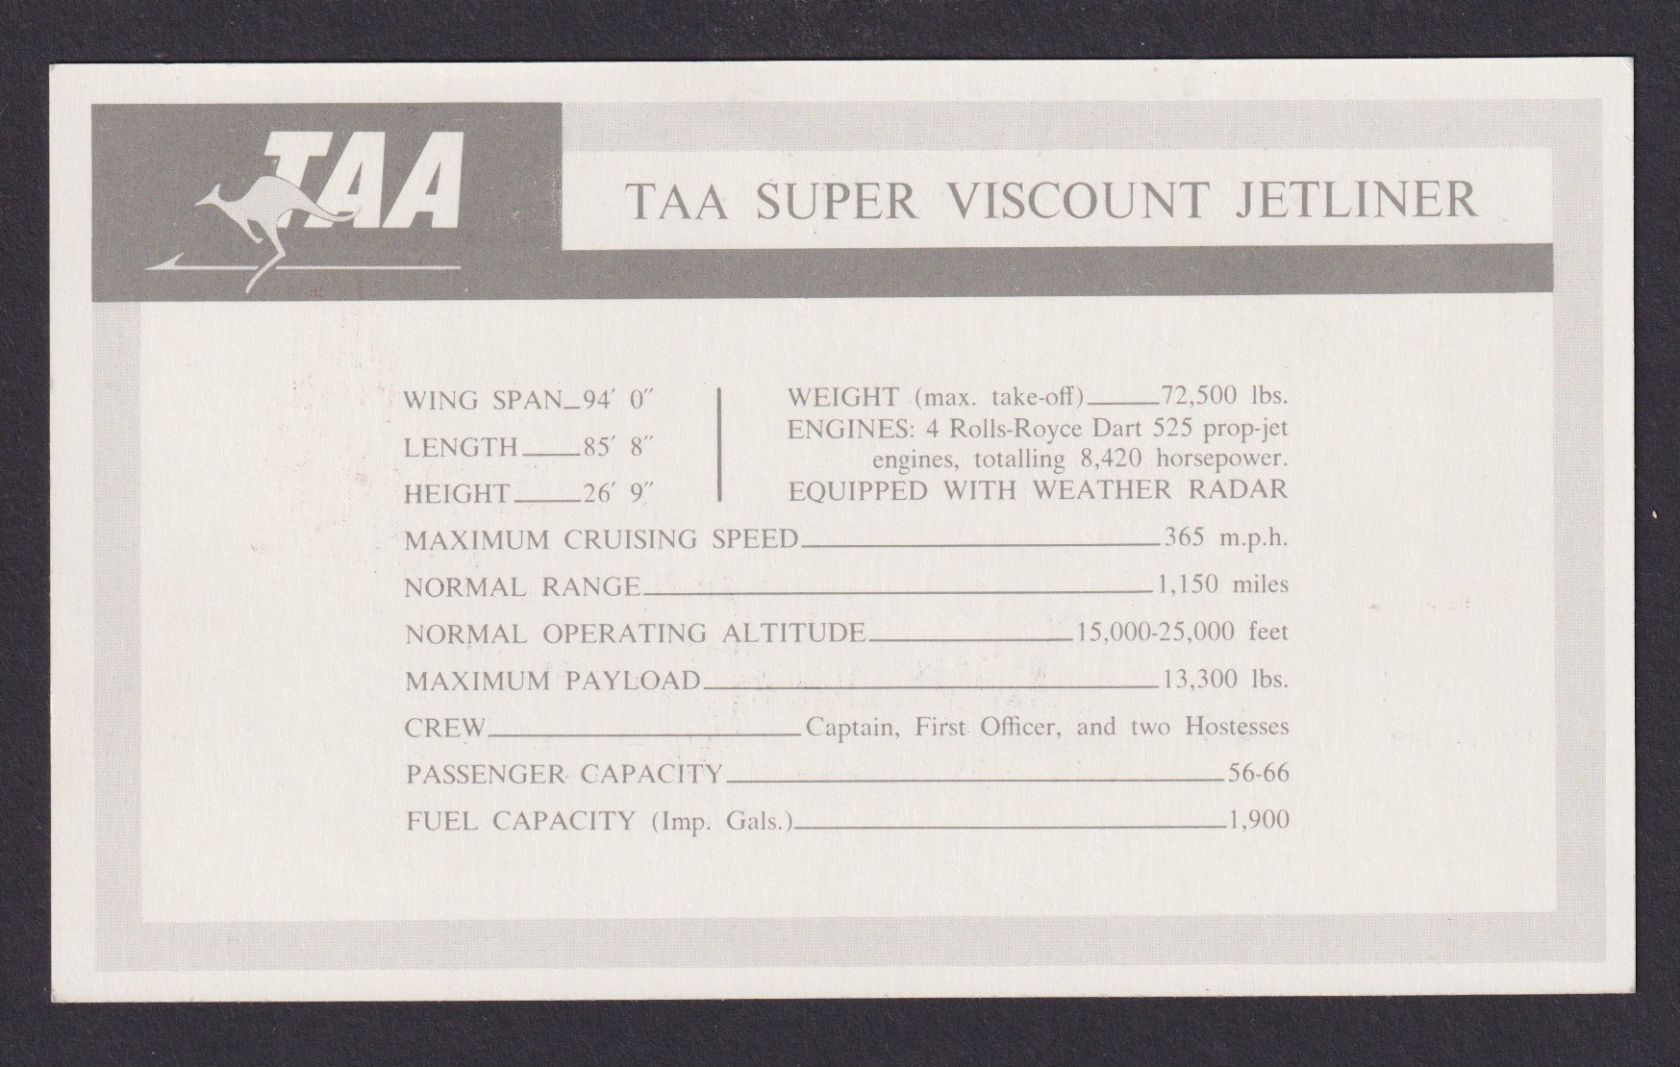 TAA
TAA SUPER VISCOUNT JETLINER
WING SPAN 94′ 0″
LENGTH 85′ 8″
HEIGHT 26′ 9″
WEIGHT (max. take-off) 72,500 lbs.
ENGINES: 4 Rolls-Royce Dart 525 prop-jet
engines, totalling 8,420 horsepower.
EQUIPPED WITH WEATHER RADAR
MAXIMUM CRUISING SPEED 365 m.p.h.
NORMAL RANGE 1,150 miles
NORMAL OPERATING ALTITUDE 15,000-25,000 feet
MAXIMUM PAYLOAD 13,300 lbs.
CREW Captain, First Officer, and two Hostesses
PASSENGER CAPACITY 56-66
FUEL CAPACITY (Imp. Gals.) 1,900